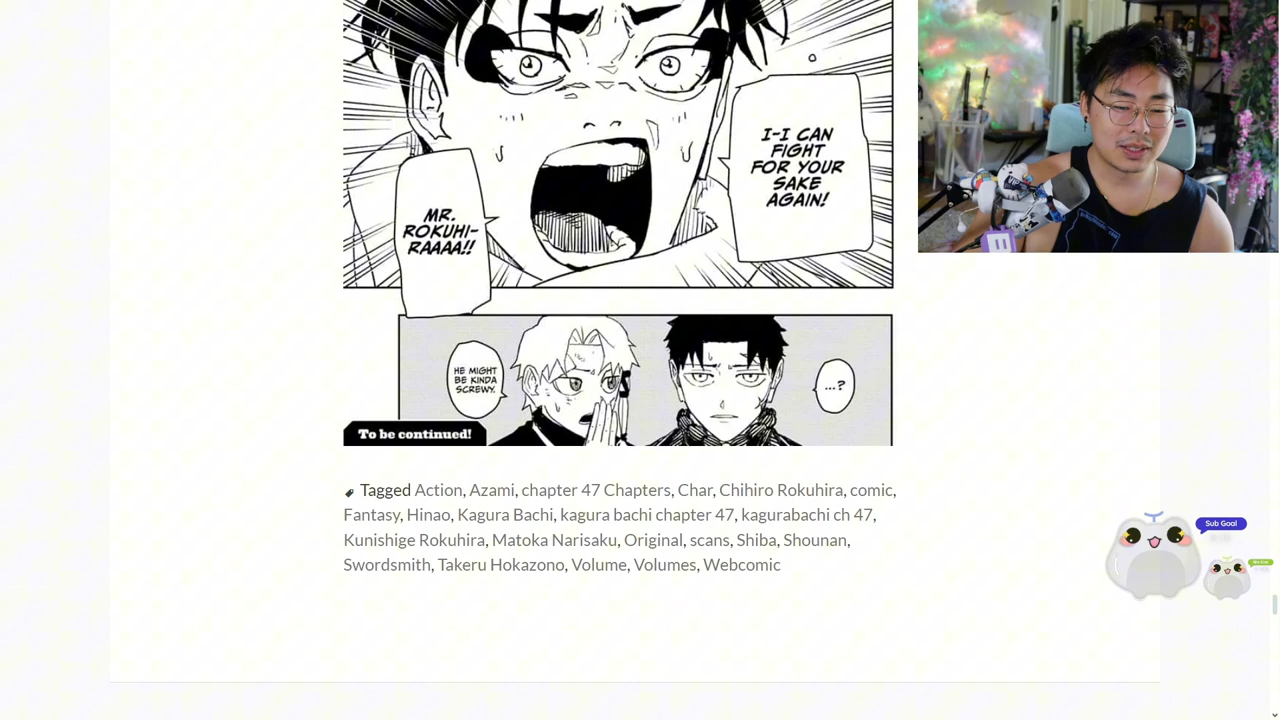 I-I CAN
FIGHT
FOR YOUR
SAKE
AGAIN!
MR.
ROKUHI-
RAAAA!!
HE MIGHT
BE KINDA
SCREWY.
...?
To be continued!
Tagged Action, Azami, chapter 47 Chapters, Char, Chihiro Rokuhira, comic,
Fantasy, Hinao, Kagura Bachi, kagura bachi chapter 47, kagurabachi ch 47,
Kunishige Rokuhira, Matoka Narisaku, Original, scans, Shiba, Shounan,
Swordsmith, Takeru Hokazono, Volume, Volumes, Webcomic
Sub Goal